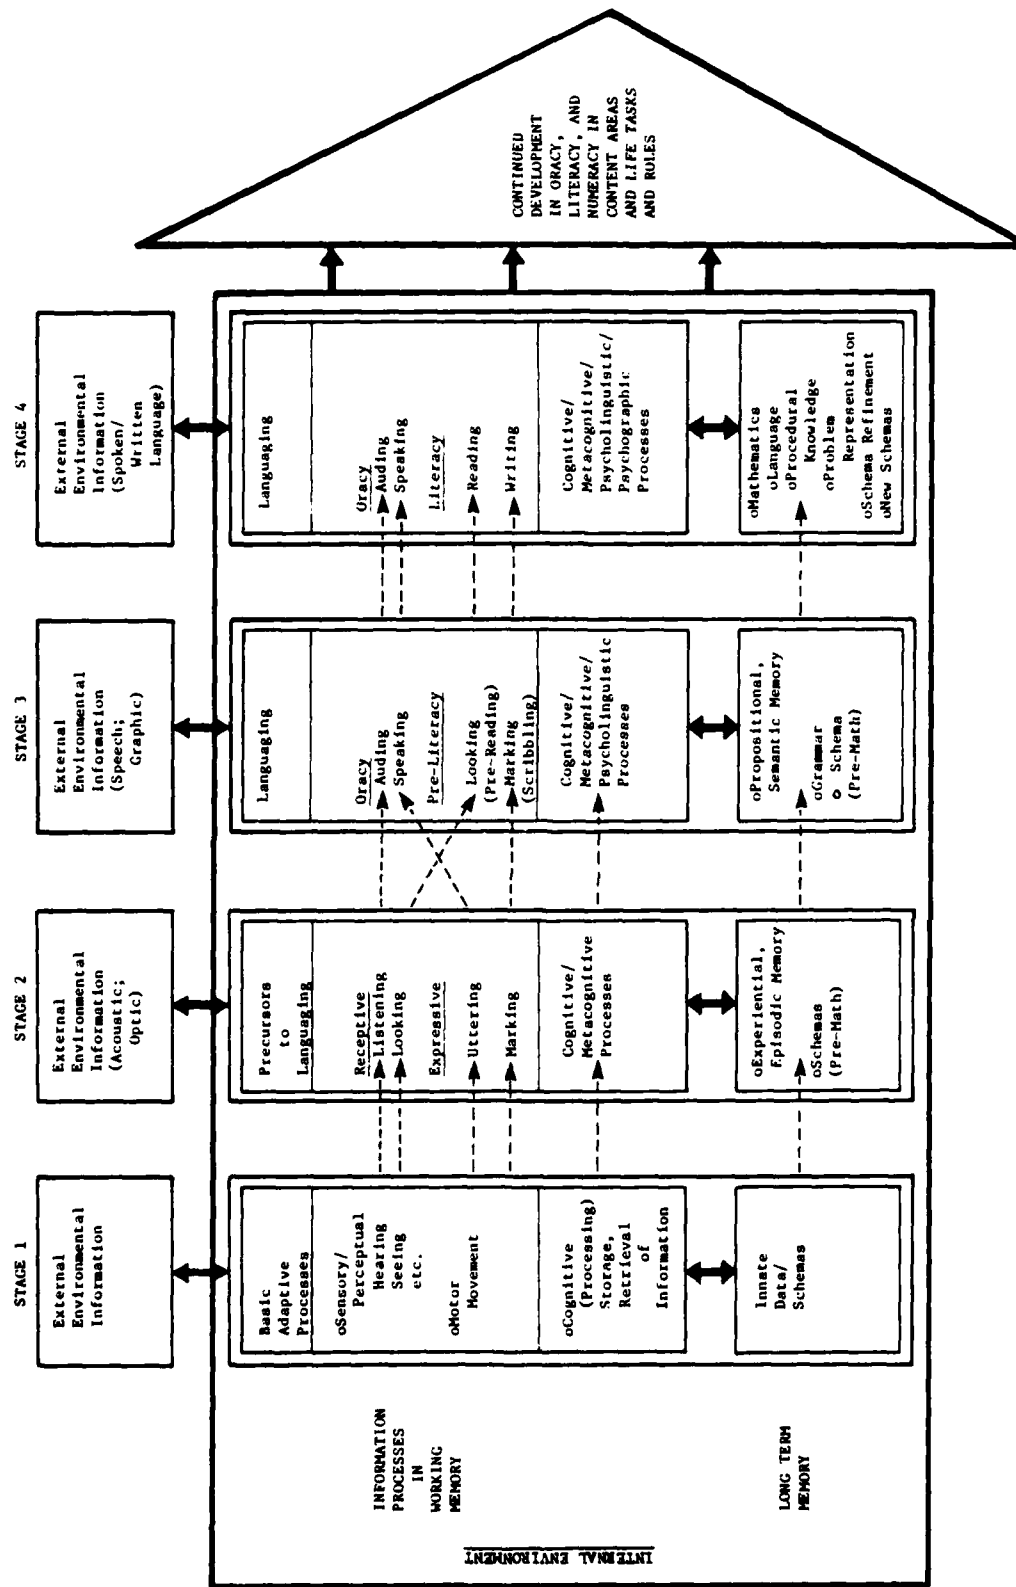 STAGE 1
External
Environmental
Information
Basic
Adaptive
Processes
oSensory/
Perceptual
Hearing
Seeing
etc.
oMotor
Movement
oCognitive
(Processing)
Storage,
Retrieval
of
Information
Innate
Data/
Schemas
STAGE 2
External
Environmental
Information
(Acoustic;
Optic)
Precursors
to
Languaging
Receptive
Listening
Looking
Expressive
Uttering
Marking
Cognitive/
Metacognitive
Processes
oExperiential,
Episodic Memory
oSchemas
(Pre-Math)
STAGE 3
External
Environmental
Information
(Speech;
Graphic)
Languaging
Oracy
Auding
Speaking
Pre-Literacy
Looking
(Pre-Reading)
Marking
(Scribbling)
Cognitive/
Metacognitive/
Psycholinguistic
Processes
oPropositional,
Semantic Memory
oGrammar
o Schema
(Pre-Math)
STAGE 4
External
Environmental
Information
(Spoken/
Written
Language)
Languaging
Oracy
Auding
Speaking
Literacy
Reading
Writing
Cognitive/
Metacognitive/
Psycholinguistic/
Psychographic
Processes
oMathematics
oLanguage
oProcedural
Knowledge
oProblem
Representation
oSchema Refinement
oNew Schemas
CONTINUED
DEVELOPMENT
IN ORACY,
LITERACY, AND
NUMERACY IN
CONTENT AREAS
AND LIFE TASKS
AND RULES
INFORMATION
PROCESSES
IN
WORKING
MEMORY
LONG TERM
MEMORY
INTERNAL ENVIRONMENT